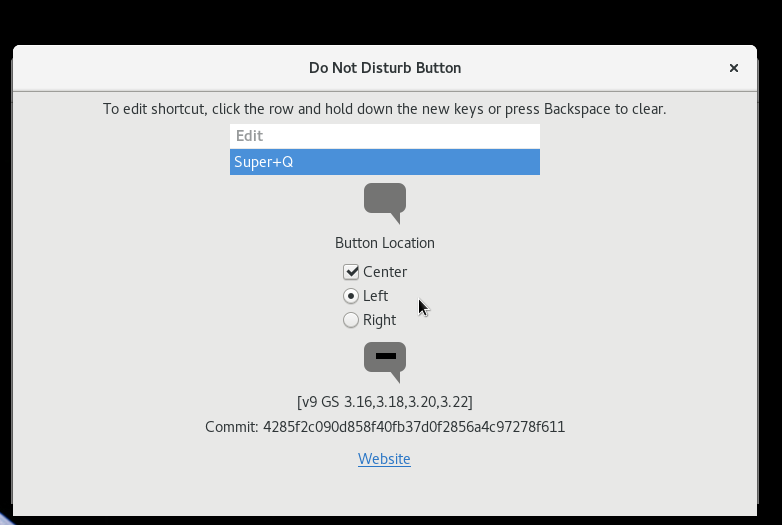 Do Not Disturb Button
To edit shortcut, click the row and hold down the new keys or press Backspace to clear.
Edit
Super+Q
Button Location
Center
Left
Right
[v9 GS 3.16,3.18,3.20,3.22]
Commit: 4285f2c090d858f40fb37d0f2856a4c97278f611
Website